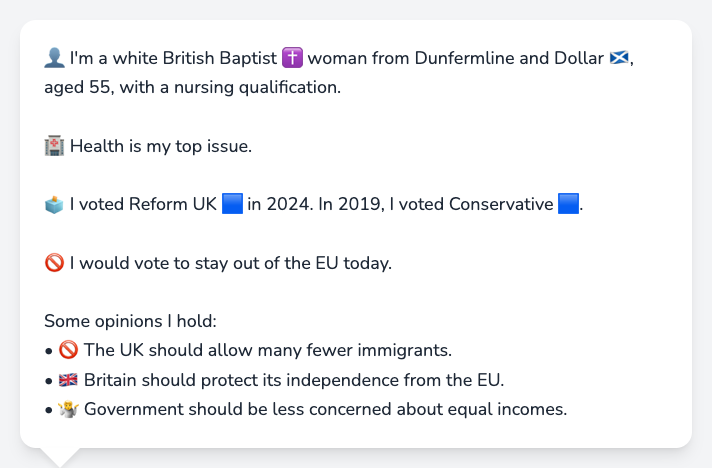 👤 I'm a white British Baptist ✝️ woman from Dunfermline and Dollar 🏴󠁧󠁢󠁳󠁣󠁴󠁿,
aged 55, with a nursing qualification.
🏥 Health is my top issue.
🗳️ I voted Reform UK 🟦 in 2024. In 2019, I voted Conservative 🟦.
🚫 I would vote to stay out of the EU today.
Some opinions I hold:
• 🚫 The UK should allow many fewer immigrants.
• 🇬🇧 Britain should protect its independence from the EU.
• 🤷 Government should be less concerned about equal incomes.